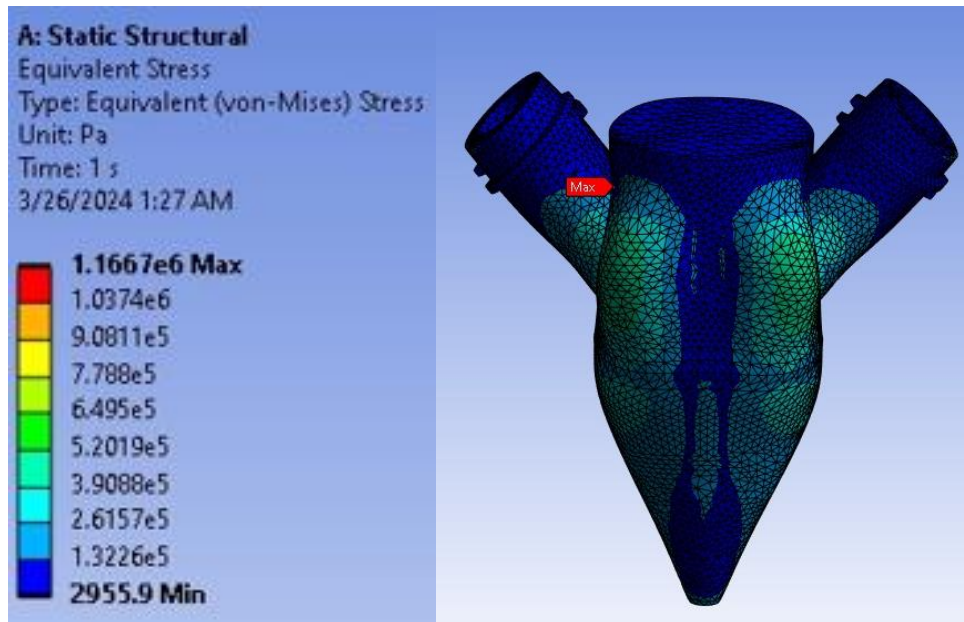 A: Static Structural
Equivalent Stress
Type: Equivalent (von-Mises) Stress
Unit: Pa
Time: 1 s
3/26/2024 1:27 AM
1.1667e6 Max
1.0374e6
9.0811e5
7.788e5
6.495e5
5.2019e5
3.9088e5
2.6157e5
1.3226e5
2955.9 Min
Max